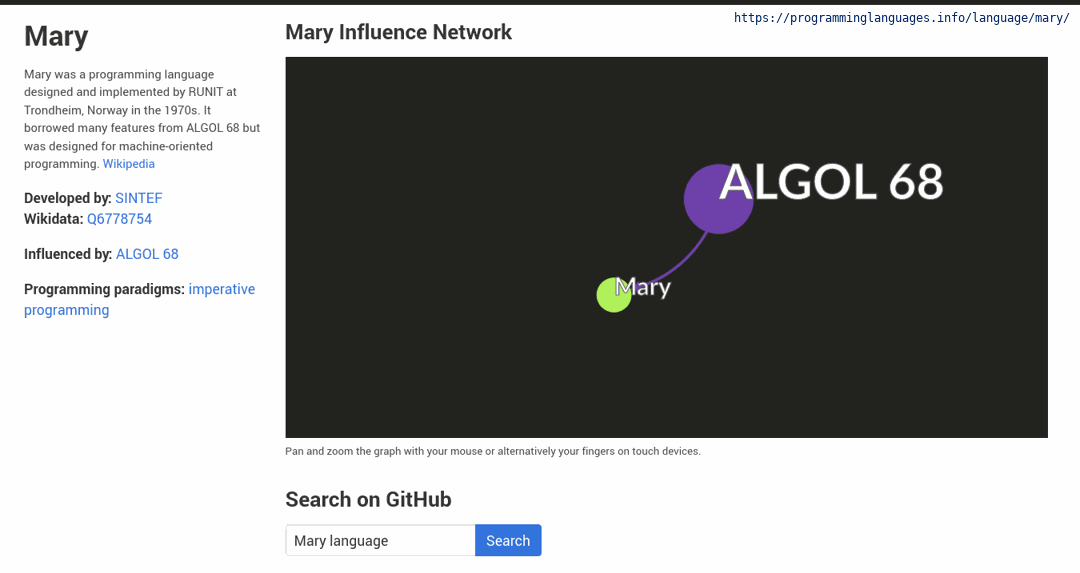 https://programminglanguages.info/language/mary/
Mary
Mary was a programming language
designed and implemented by RUNIT at
Trondheim, Norway in the 1970s. It
borrowed many features from ALGOL 68 but
was designed for machine-oriented
programming. Wikipedia
Developed by: SINTEF
Wikidata: Q6778754
Influenced by: ALGOL 68
Programming paradigms: imperative
programming
Mary Influence Network
ALGOL 68
Mary
Pan and zoom the graph with your mouse or alternatively your fingers on touch devices.
Search on GitHub
Mary language
Search